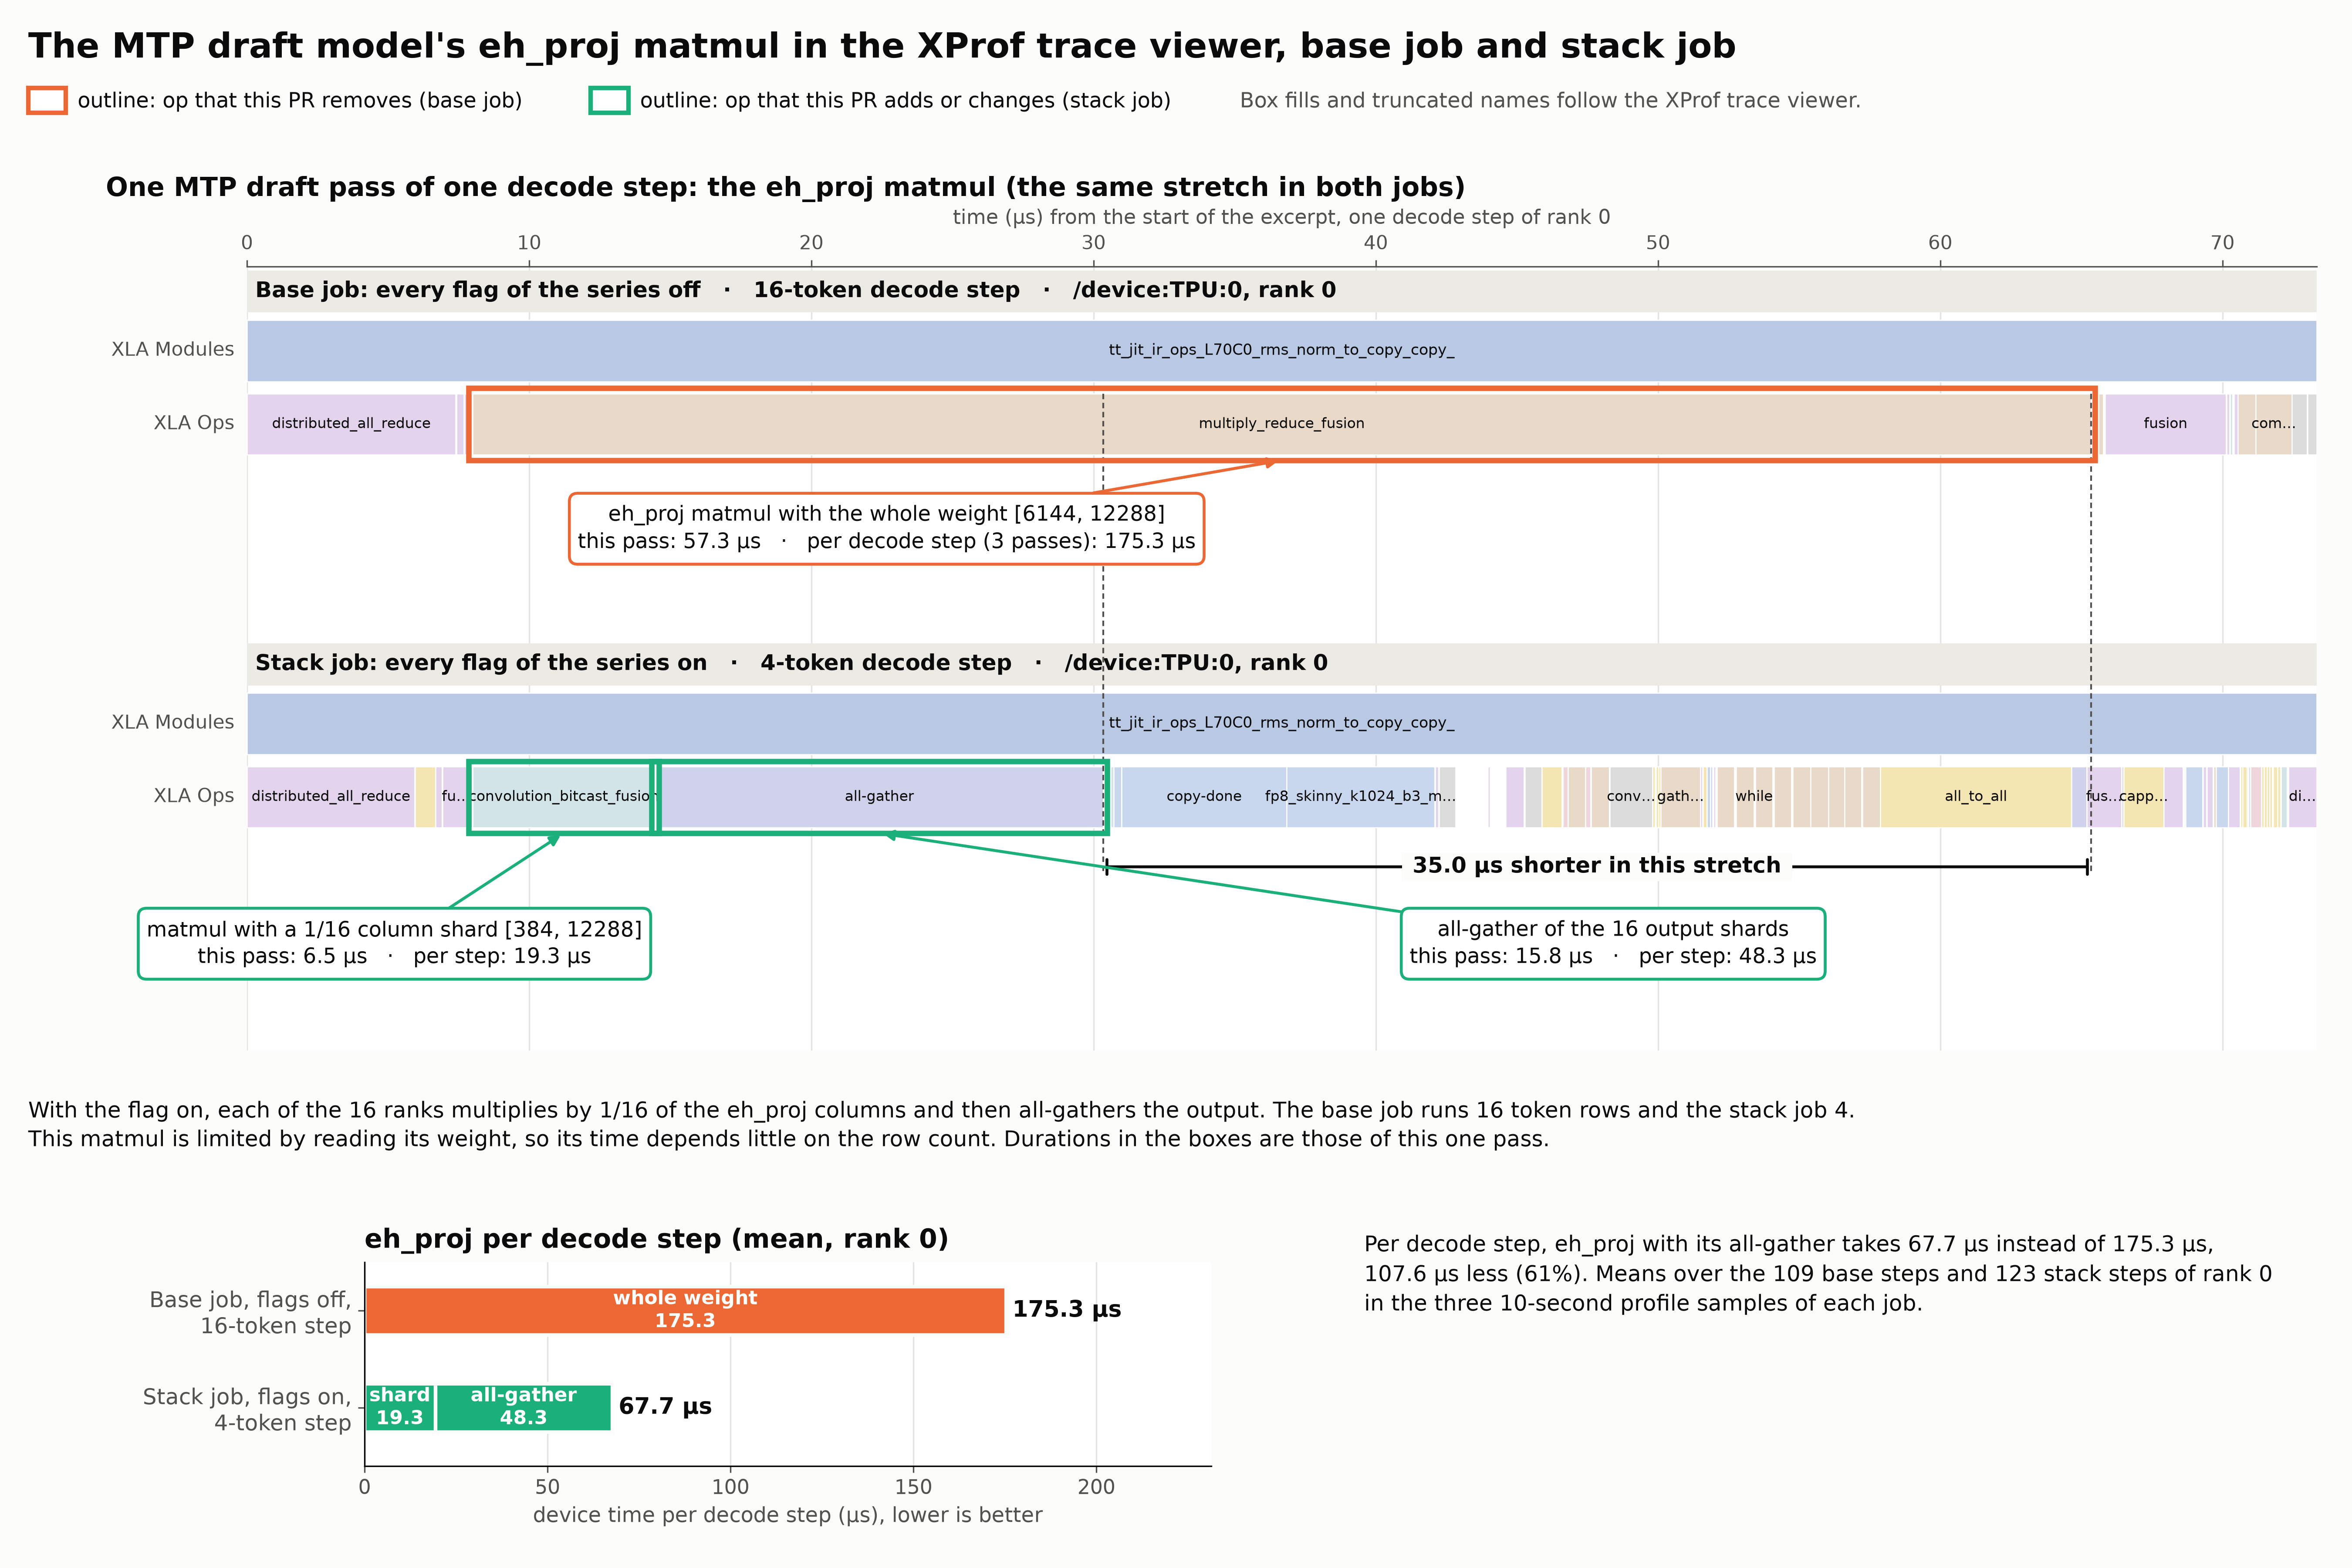 The MTP draft model's eh_proj matmul in the XProf trace viewer, base job and stack job
outline: op that this PR removes (base job)
outline: op that this PR adds or changes (stack job)
Box fills and truncated names follow the XProf trace viewer.
One MTP draft pass of one decode step: the eh_proj matmul (the same stretch in both jobs)
time (µs) from the start of the excerpt, one decode step of rank 0
0 10 20 30 40 50 60 70
Base job: every flag of the series off · 16-token decode step · /device:TPU:0, rank 0
XLA Modules
tt_jit_ir_ops_L70C0_rms_norm_to_copy_copy_
XLA Ops
distributed_all_reduce
multiply_reduce_fusion
fusion
com...
eh_proj matmul with the whole weight [6144, 12288]
this pass: 57.3 µs · per decode step (3 passes): 175.3 µs
Stack job: every flag of the series on · 4-token decode step · /device:TPU:0, rank 0
XLA Modules
tt_jit_ir_ops_L70C0_rms_norm_to_copy_copy_
XLA Ops
distributed_all_reduce
fu...
convolution_bitcast_fusion
all-gather
copy-done
fp8_skinny_k1024_b3_m...
conv...
gath...
while
all_to_all
fus...
capp...
di...
35.0 µs shorter in this stretch
matmul with a 1/16 column shard [384, 12288]
this pass: 6.5 µs · per step: 19.3 µs
all-gather of the 16 output shards
this pass: 15.8 µs · per step: 48.3 µs
With the flag on, each of the 16 ranks multiplies by 1/16 of the eh_proj columns and then all-gathers the output. The base job runs 16 token rows and the stack job 4.
This matmul is limited by reading its weight, so its time depends little on the row count. Durations in the boxes are those of this one pass.
eh_proj per decode step (mean, rank 0)
Base job, flags off,
16-token step
whole weight
175.3
175.3 µs
Stack job, flags on,
4-token step
shard
19.3
all-gather
48.3
67.7 µs
0 50 100 150 200
device time per decode step (µs), lower is better
Per decode step, eh_proj with its all-gather takes 67.7 µs instead of 175.3 µs,
107.6 µs less (61%). Means over the 109 base steps and 123 stack steps of rank 0
in the three 10-second profile samples of each job.